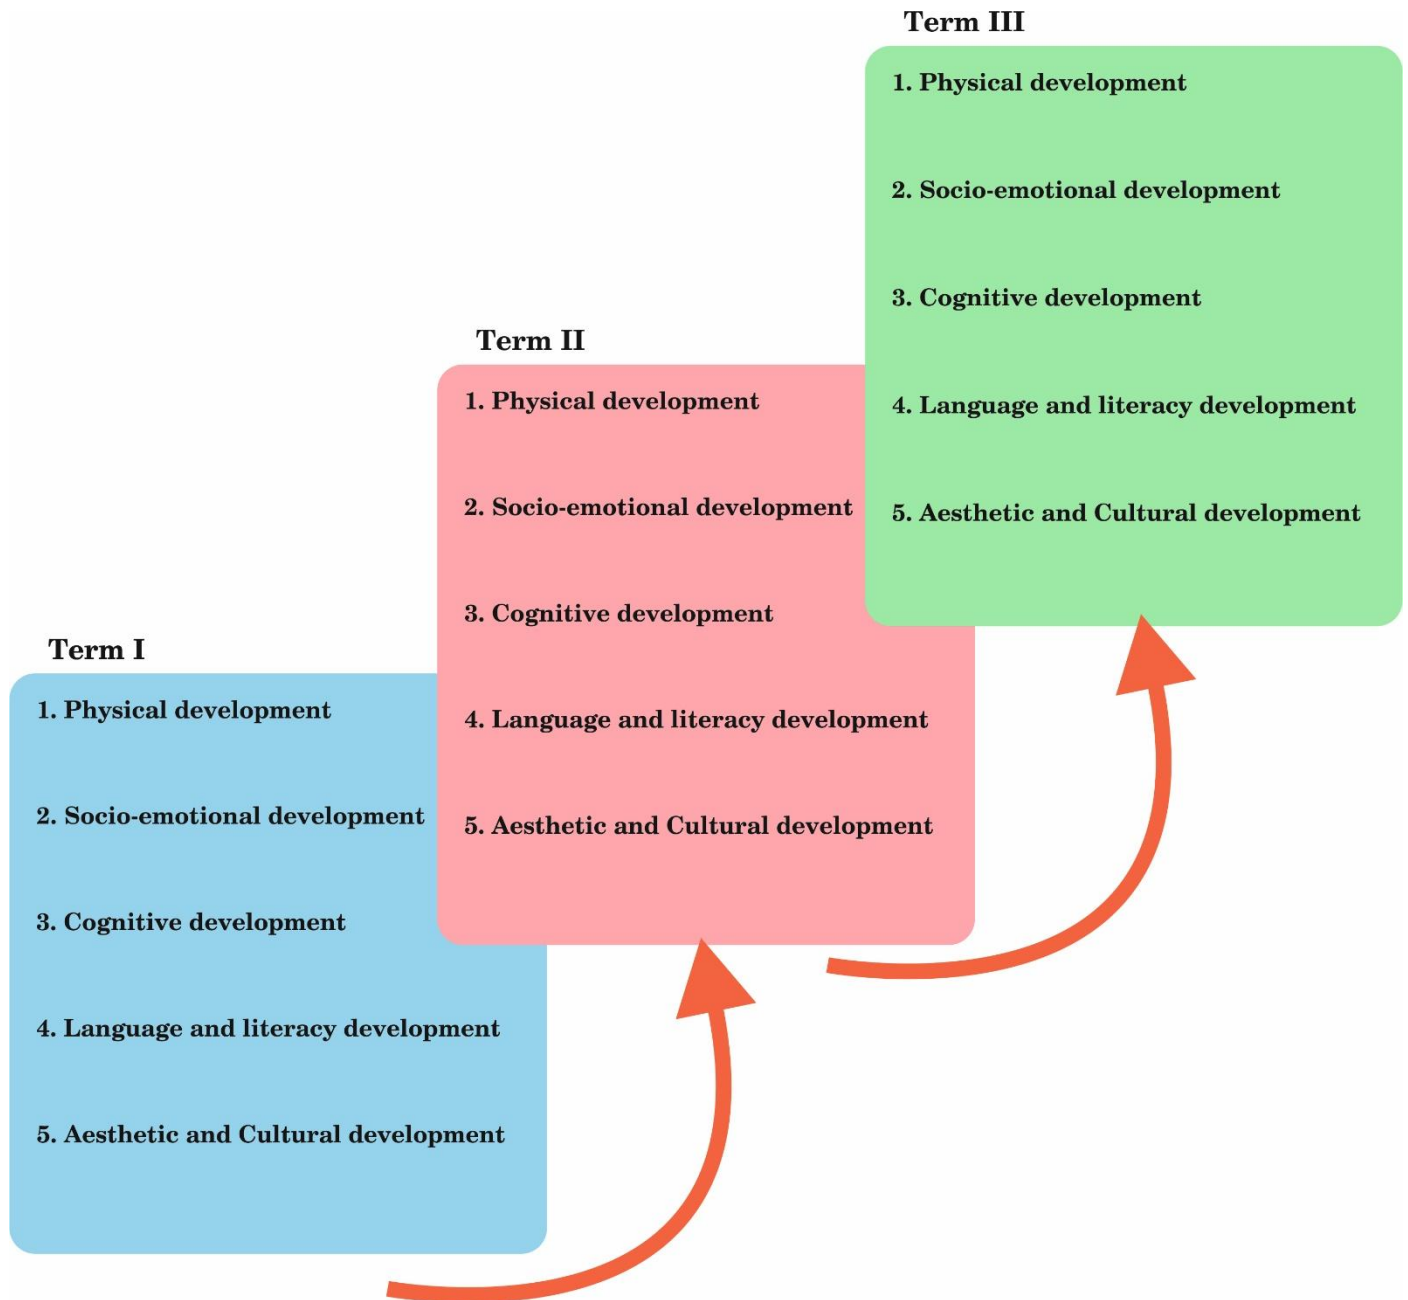 Term III
1. Physical development
2. Socio-emotional development
3. Cognitive development
4. Language and literacy development
5. Aesthetic and Cultural development
Term II
1. Physical development
2. Socio-emotional development
3. Cognitive development
4. Language and literacy development
5. Aesthetic and Cultural development
Term I
1. Physical development
2. Socio-emotional development
3. Cognitive development
4. Language and literacy development
5. Aesthetic and Cultural development